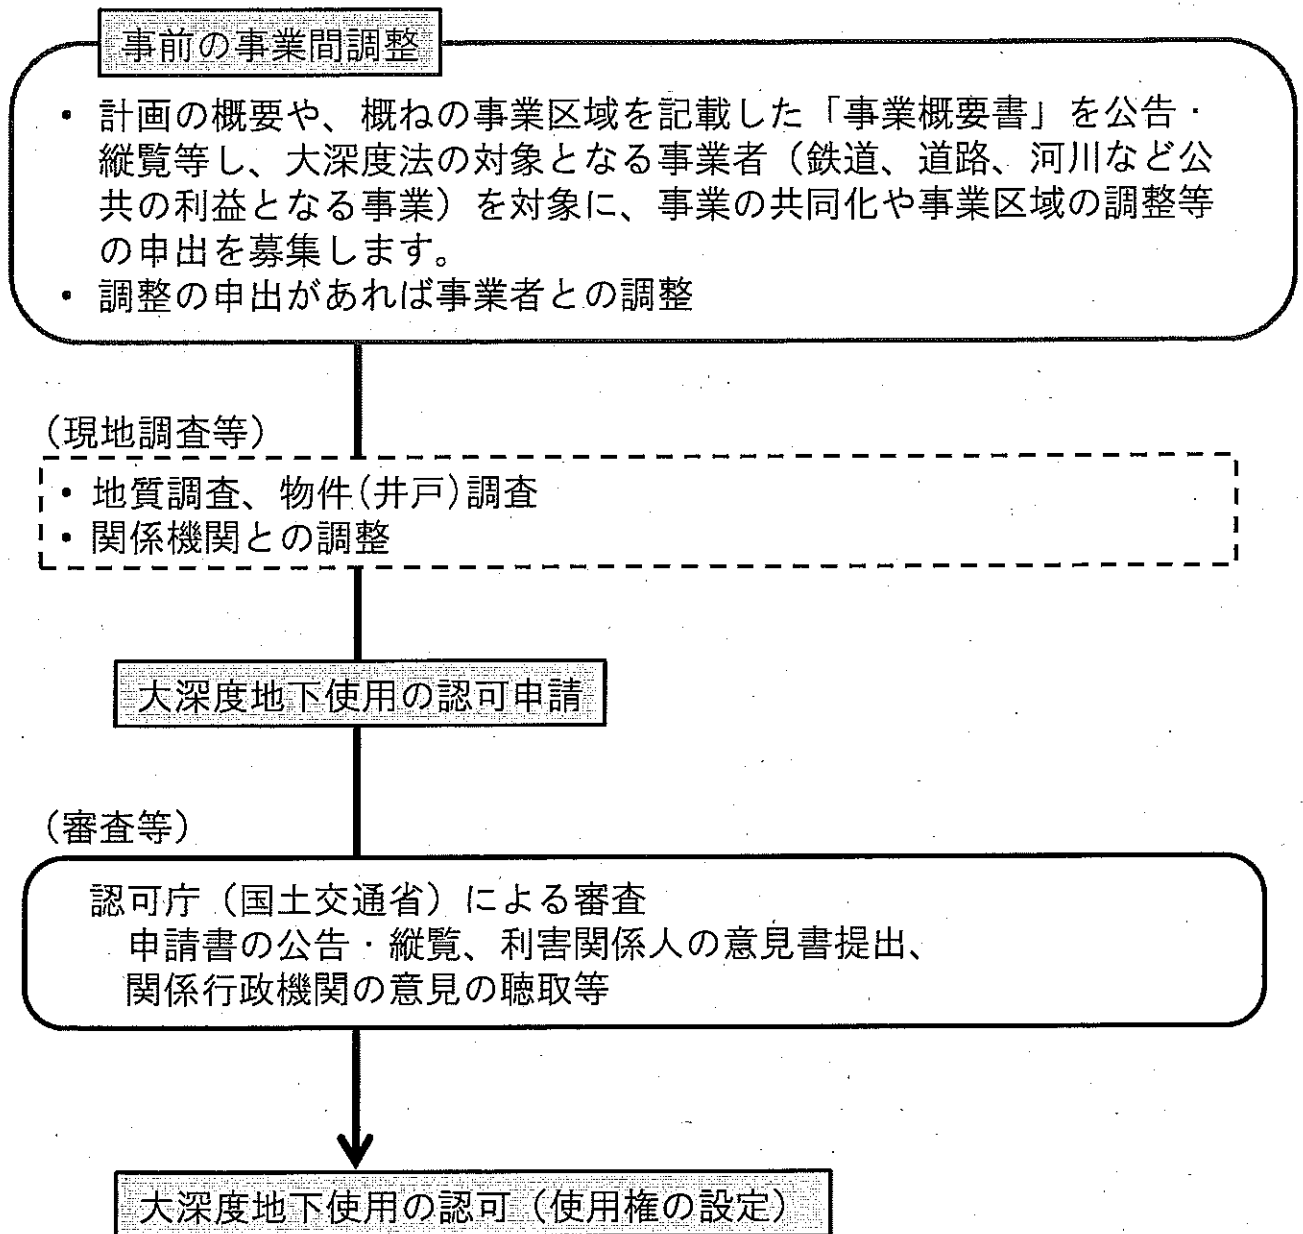 事前の事業間調整
・ 計画の概要や、概ねの事業区域を記載した「事業概要書」を公告・
縦覧等し、大深度法の対象となる事業者（鉄道、道路、河川など公
共の利益となる事業）を対象に、事業の共同化や事業区域の調整等
の申出を募集します。
・ 調整の申出があれば事業者との調整
（現地調査等）
・ 地質調査、物件(井戸)調査
・ 関係機関との調整
大深度地下使用の認可申請
（審査等）
認可庁（国土交通省）による審査
申請書の公告・縦覧、利害関係人の意見書提出、
関係行政機関の意見の聴取等
大深度地下使用の認可（使用権の設定）